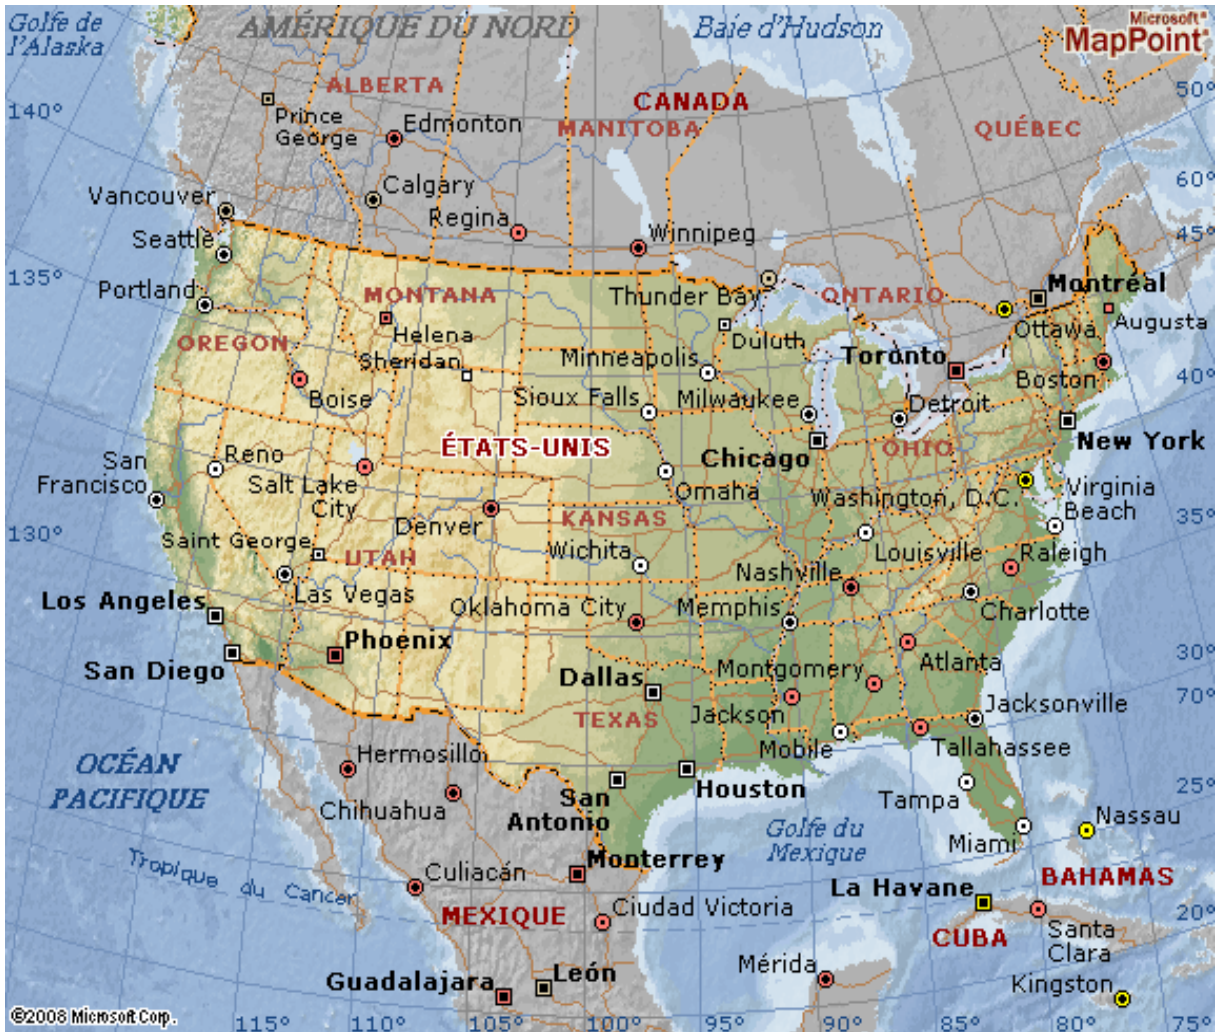 Golfe de
l'Alaska
AMÉRIQUE DU NORD
Baie d'Hudson
Microsoft®
MapPoint®
ALBERTA
50°
CANADA
140°
Prince
George
Edmonton
MANITOBA
QUÉBEC
Calgary
60°
Vancouver
Regina
Winnipeg
45°
Seattle
135°
Portland
MONTANA
Thunder Bay
ONTARIO
Montréal
Helena
Duluth
Ottawa
Augusta
OREGON
Sheridan
Minneapolis
Toronto
40°
Boise
Sioux Falls
Milwaukee
Detroit
Boston
ÉTATS-UNIS
Chicago
OHIO
New York
San
Francisco
Reno
Salt Lake
City
Omaha
Washington, D.C.
Virginia
Beach
Denver
KANSAS
35°
130°
Saint George
UTAH
Wichita
Louisville
Raleigh
Las Vegas
Nashville
Los Angeles
Oklahoma City
Memphis
Charlotte
Phoenix
30°
San Diego
Dallas
Montgomery
Atlanta
70°
TEXAS
Jackson
Jacksonville
Mobile
Tallahassee
Hermosillo
OCÉAN
PACIFIQUE
25°
Houston
Chihuahua
San
Antonio
Tampa
Nassau
Golfe du
Mexique
Miami
Monterrey
Tropique du Cancer
Culiacán
La Havane
BAHAMAS
MEXIQUE
Ciudad Victoria
20°
CUBA
Santa
Clara
Mérida
León
Guadalajara
Kingston
©2008 Microsoft Corp.
115°
110°
105°
100°
95°
90°
85°
80°
75°